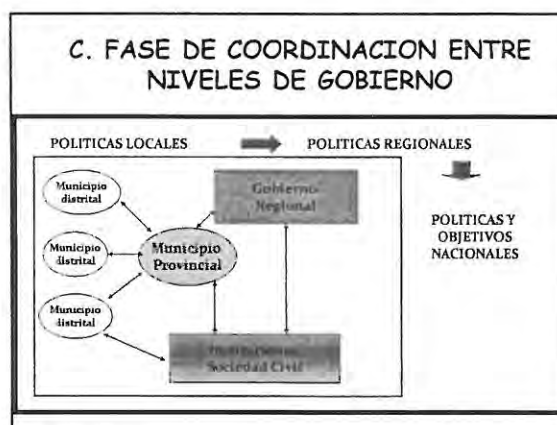 C. FASE DE COORDINACION ENTRE
NIVELES DE GOBIERNO
POLITICAS LOCALES
POLITICAS REGIONALES
Municipio
distrital
Gobierno
Regional
Municipio
distrital
Municipio
Provincial
POLITICAS Y
OBJETIVOS
NACIONALES
Municipio
distrital
Sociedad Civil